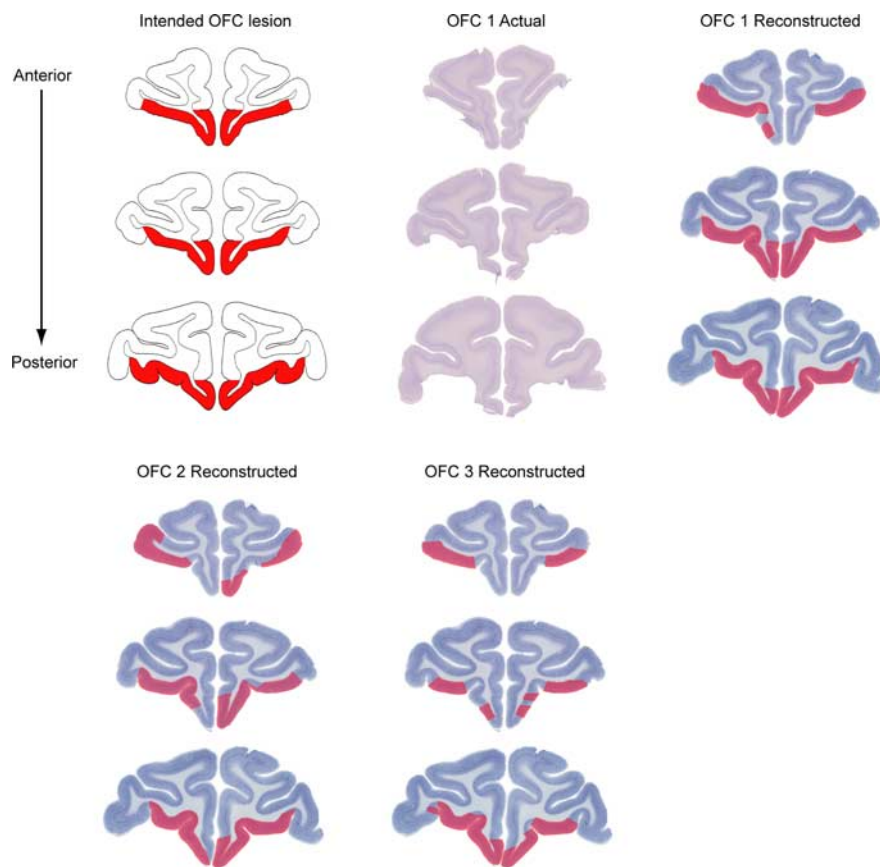 Intended OFC lesion
OFC 1 Actual
OFC 1 Reconstructed
Anterior
Posterior
OFC 2 Reconstructed
OFC 3 Reconstructed